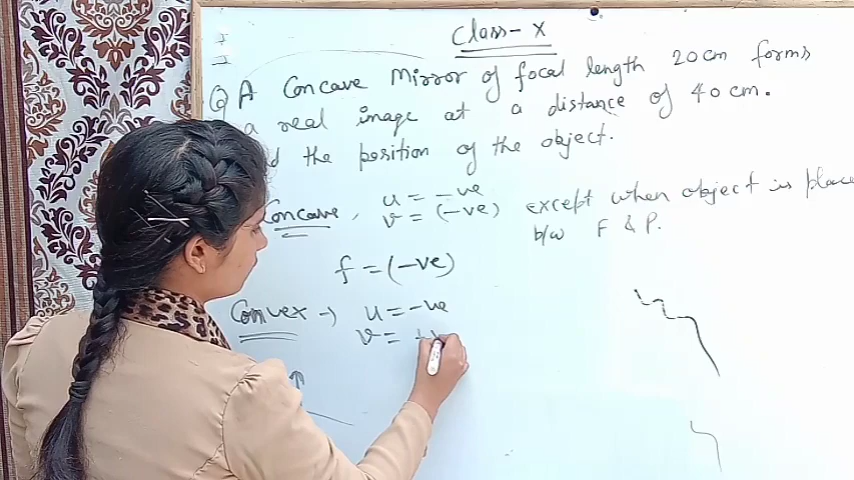 Class - X
Q A Concave Mirror of focal length 20cm forms
a real image at a distance of 40 cm.
the position of the object.
Concave, u = -ve
v = (-ve) except when object is place
b/w F & P.
f = (-ve)
Convex → u = -ve
v = +v